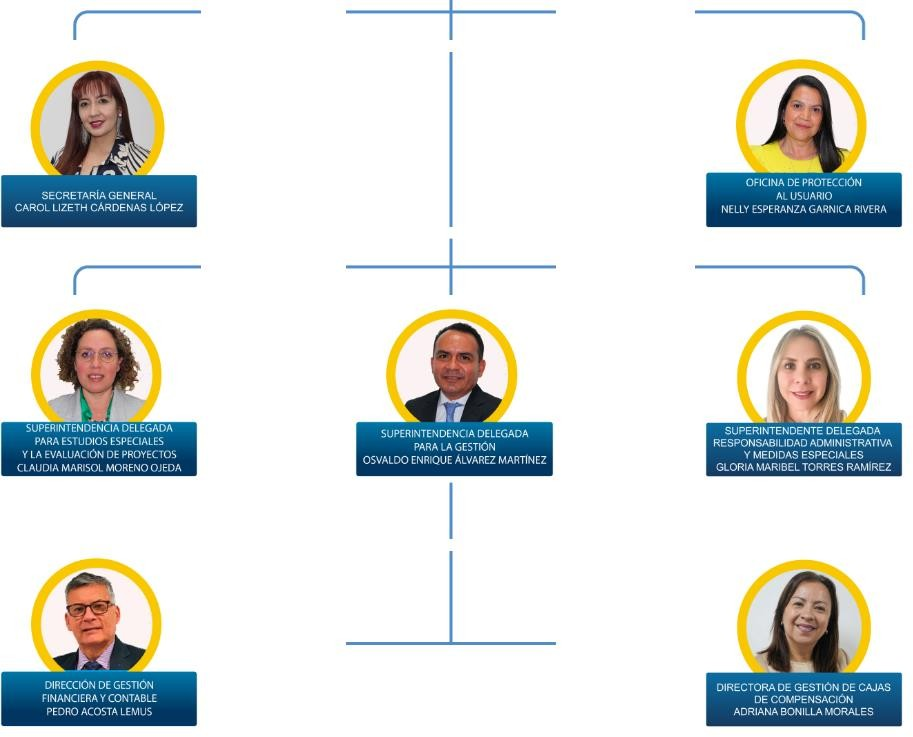 SECRETARÍA GENERAL
CAROL LIZETH CÁRDENAS LÓPEZ
OFICINA DE PROTECCIÓN
AL USUARIO
NELLY ESPERANZA GARNICA RIVERA
SUPERINTENDENCIA DELEGADA
PARA ESTUDIOS ESPECIALES
Y LA EVALUACIÓN DE PROYECTOS
CLAUDIA MARISOL MORENO OJEDA
SUPERINTENDENCIA DELEGADA
PARA LA GESTIÓN
OSVALDO ENRIQUE ÁLVAREZ MARTÍNEZ
SUPERINTENDENTE DELEGADA
RESPONSABILIDAD ADMINISTRATIVA
Y MEDIDAS ESPECIALES
GLORIA MARIBEL TORRES RAMÍREZ
DIRECCIÓN DE GESTIÓN
FINANCIERA Y CONTABLE
PEDRO ACOSTA LEMUS
DIRECTORA DE GESTIÓN DE CAJAS
DE COMPENSACIÓN
ADRIANA BONILLA MORALES